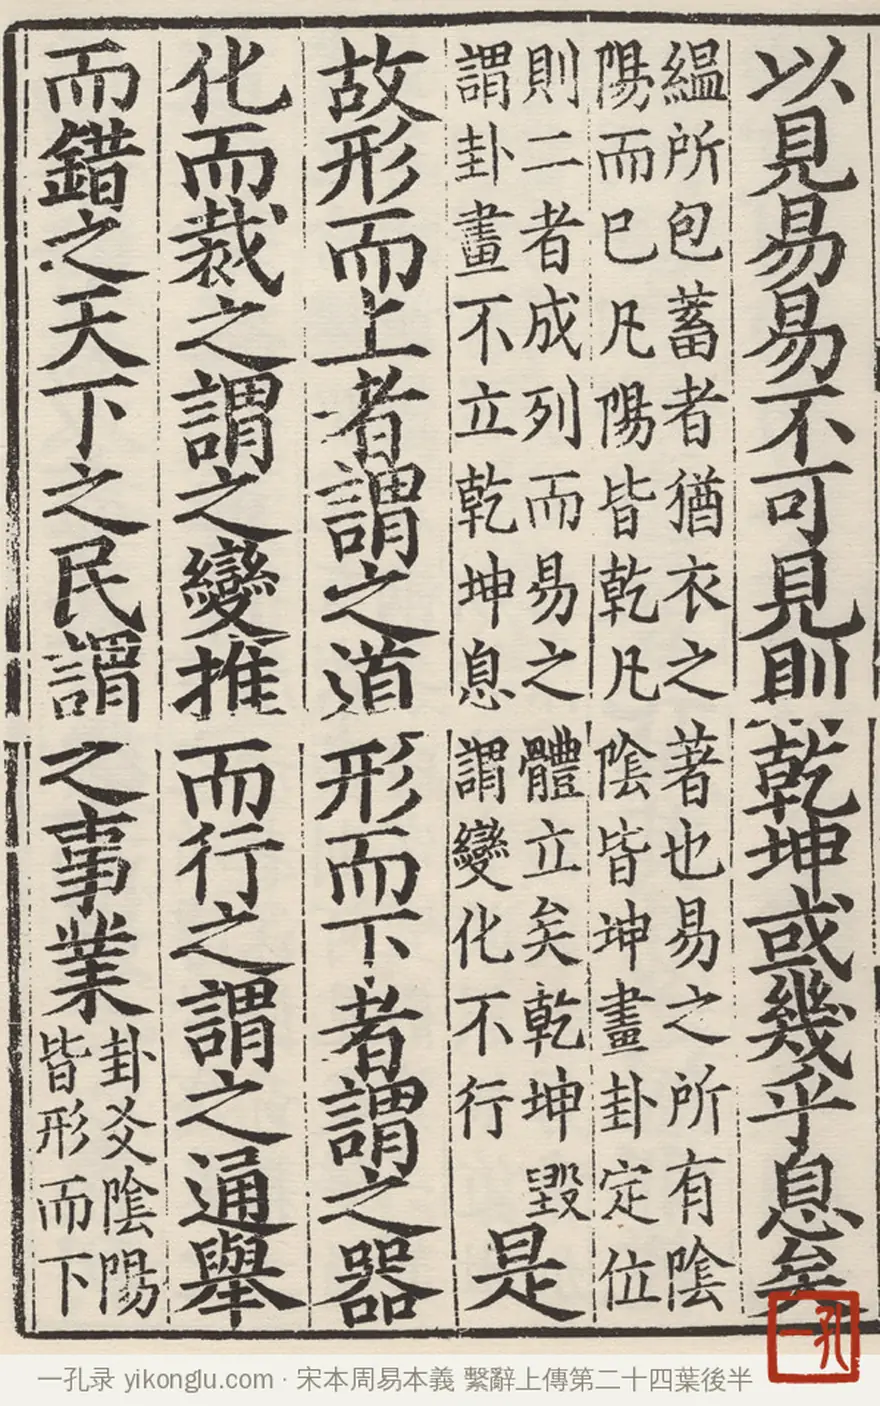 以見易易不可見則乾坤或幾乎息矣
緼所包蓄者猶衣之著也易之所有陰
陽而巳凡陽皆乾凡陰皆坤畫卦定位
則二者成列而易之體立矣乾坤毀
謂卦畫不立乾坤息謂變化不行
是
故形而上者謂之道形而下者謂之器
化而裁之謂之變推而行之謂之通舉
而錯之天下之民謂之事業
卦爻陰陽
皆形而下
一孔
一孔录 yikonglu.com · 宋本周易本義 繫辭上傳第二十四葉後半